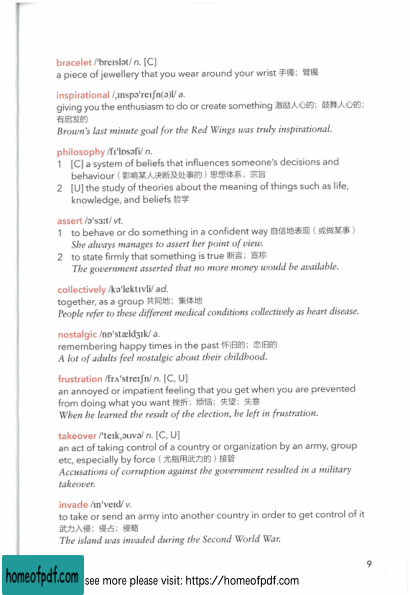 bracelet /ˈbreɪslət/ n. [C]
a piece of jewellery that you wear around your wrist 手镯；臂镯
inspirational /ˌɪnspəˈreɪʃn(ə)l/ a.
giving you the enthusiasm to do or create something 激励人心的；鼓舞人心的；
有启发的
Brown's last minute goal for the Red Wings was truly inspirational.
philosophy /fɪˈlɒsəfi/ n.
1 [C] a system of beliefs that influences someone's decisions and
behaviour（影响某人决断及处事的）思想体系，宗旨
2 [U] the study of theories about the meaning of things such as life,
knowledge, and beliefs 哲学
assert /əˈsɜːt/ vt.
1 to behave or do something in a confident way 自信地表现（或做某事）
She always manages to assert her point of view.
2 to state firmly that something is true 断言；宣称
The government asserted that no more money would be available.
collectively /kəˈlektɪvli/ ad.
together, as a group 共同地；集体地
People refer to these different medical conditions collectively as heart disease.
nostalgic /nɒˈstældʒɪk/ a.
remembering happy times in the past 怀旧的；恋旧的
A lot of adults feel nostalgic about their childhood.
frustration /frʌˈstreɪʃn/ n. [C, U]
an annoyed or impatient feeling that you get when you are prevented
from doing what you want 挫折；烦恼；失望；失意
When he learned the result of the election, he left in frustration.
takeover /ˈteɪkˌəʊvə/ n. [C, U]
an act of taking control of a country or organization by an army, group
etc, especially by force（尤指用武力的）接管
Accusations of corruption against the government resulted in a military
takeover.
invade /ɪnˈveɪd/ v.
to take or send an army into another country in order to get control of it
武力入侵；侵占；侵略
The island was invaded during the Second World War.
9
homeofpdf.com see more please visit: https://homeofpdf.com